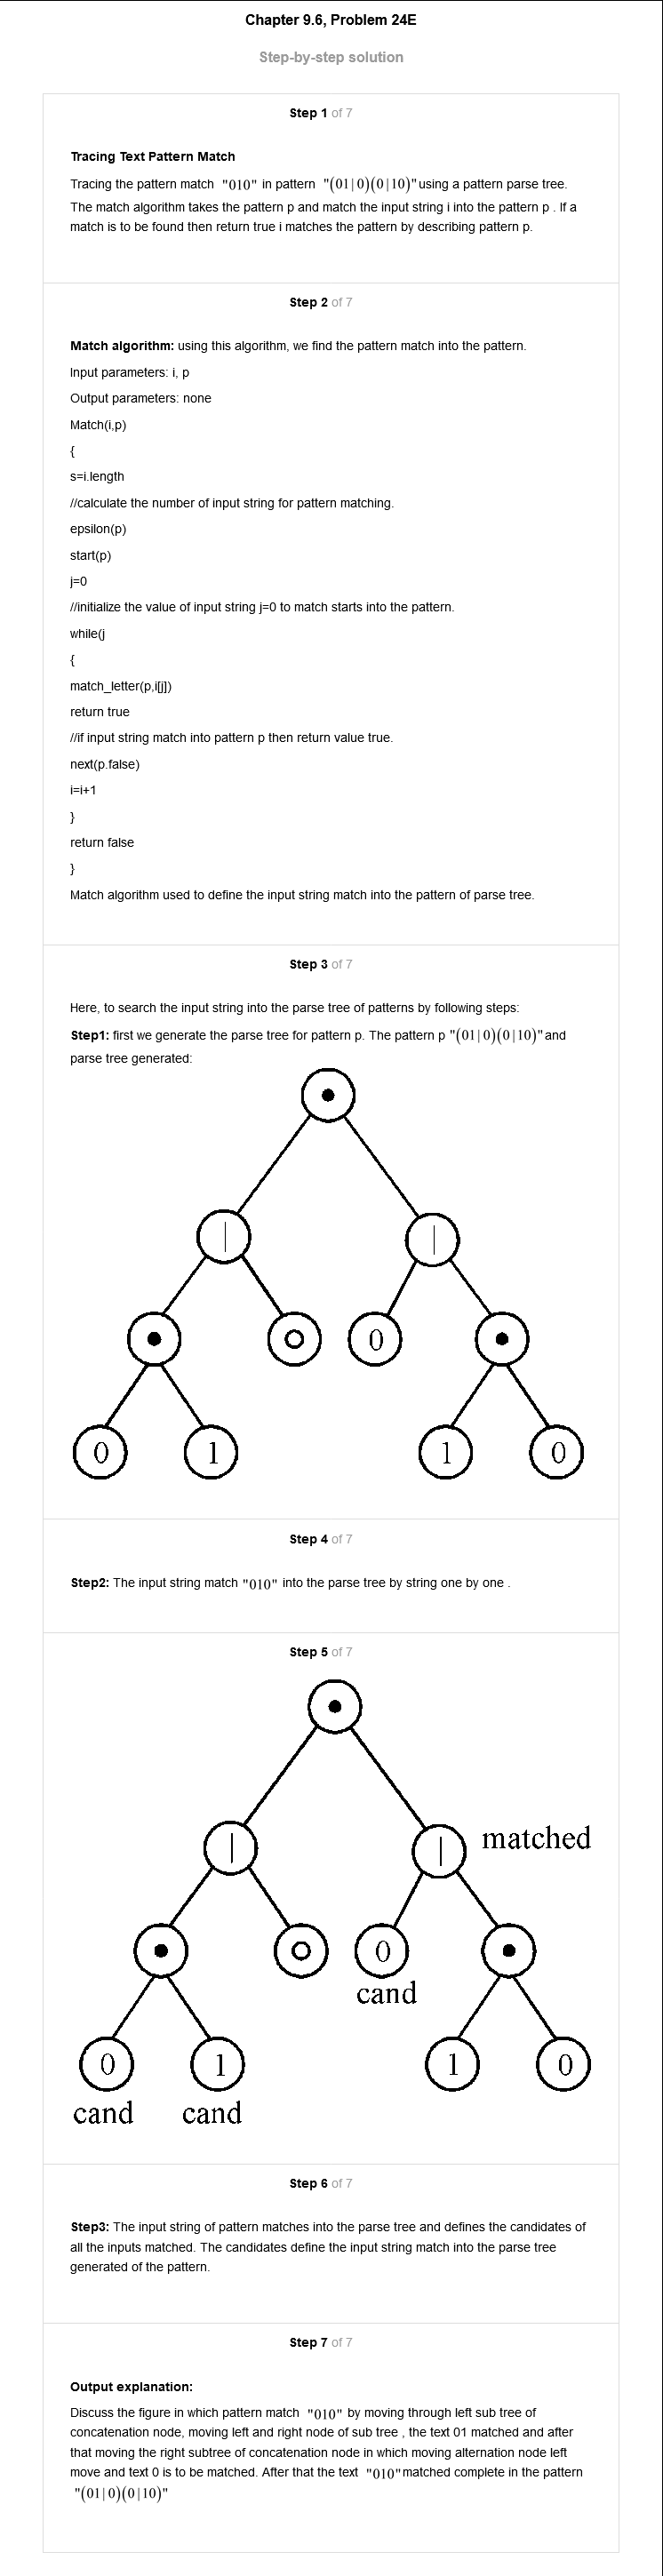 Chapter 9.6, Problem 24E
Step-by-step solution
Step 1 of 7
Tracing Text Pattern Match
Tracing the pattern match "010" in pattern "(01|0)(0|10)" using a pattern parse tree.
The match algorithm takes the pattern p and match the input string i into the pattern p . If a
match is to be found then return true i matches the pattern by describing pattern p.
Step 2 of 7
Match algorithm: using this algorithm, we find the pattern match into the pattern.
Input parameters: i, p
Output parameters: none
Match(i,p)
{
s=i.length
//calculate the number of input string for pattern matching.
epsilon(p)
start(p)
j=0
//initialize the value of input string j=0 to match starts into the pattern.
while(j
{
match_letter(p,i[j])
return true
//if input string match into pattern p then return value true.
next(p.false)
i=i+1
}
return false
}
Match algorithm used to define the input string match into the pattern of parse tree.
Step 3 of 7
Here, to search the input string into the parse tree of patterns by following steps:
Step1: first we generate the parse tree for pattern p. The pattern p "(01|0)(0|10)" and
parse tree generated:
•
| |
• 0 0 •
0 1 1 0
Step 4 of 7
Step2: The input string match "010" into the parse tree by string one by one .
Step 5 of 7
•
| | matched
• 0 0 •
cand
0 1 1 0
cand cand
Step 6 of 7
Step3: The input string of pattern matches into the parse tree and defines the candidates of
all the inputs matched. The candidates define the input string match into the parse tree
generated of the pattern.
Step 7 of 7
Output explanation:
Discuss the figure in which pattern match "010" by moving through left sub tree of
concatenation node, moving left and right node of sub tree , the text 01 matched and after
that moving the right subtree of concatenation node in which moving alternation node left
move and text 0 is to be matched. After that the text "010" matched complete in the pattern
"(01|0)(0|10)"